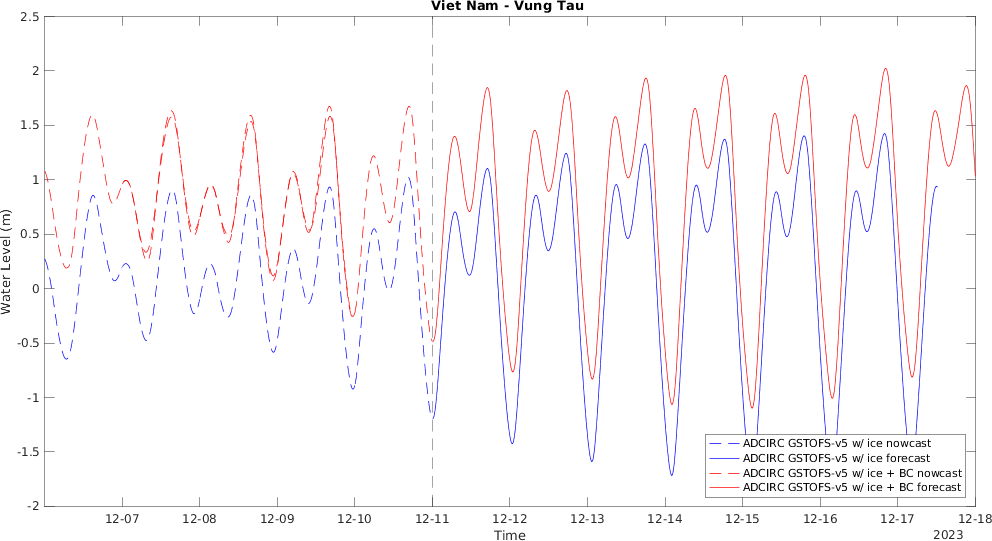 Viet Nam - Vung Tau
2.5
2
1.5
1
0.5
0
-0.5
-1
-1.5
-2
Water Level (m)
ADCIRC GSTOFS-v5 w/ ice nowcast
ADCIRC GSTOFS-v5 w/ ice forecast
ADCIRC GSTOFS-v5 w/ ice + BC nowcast
ADCIRC GSTOFS-v5 w/ ice + BC forecast
12-07 12-08 12-09 12-10 12-11 12-12 12-13 12-14 12-15 12-16 12-17 12-18
Time
2023